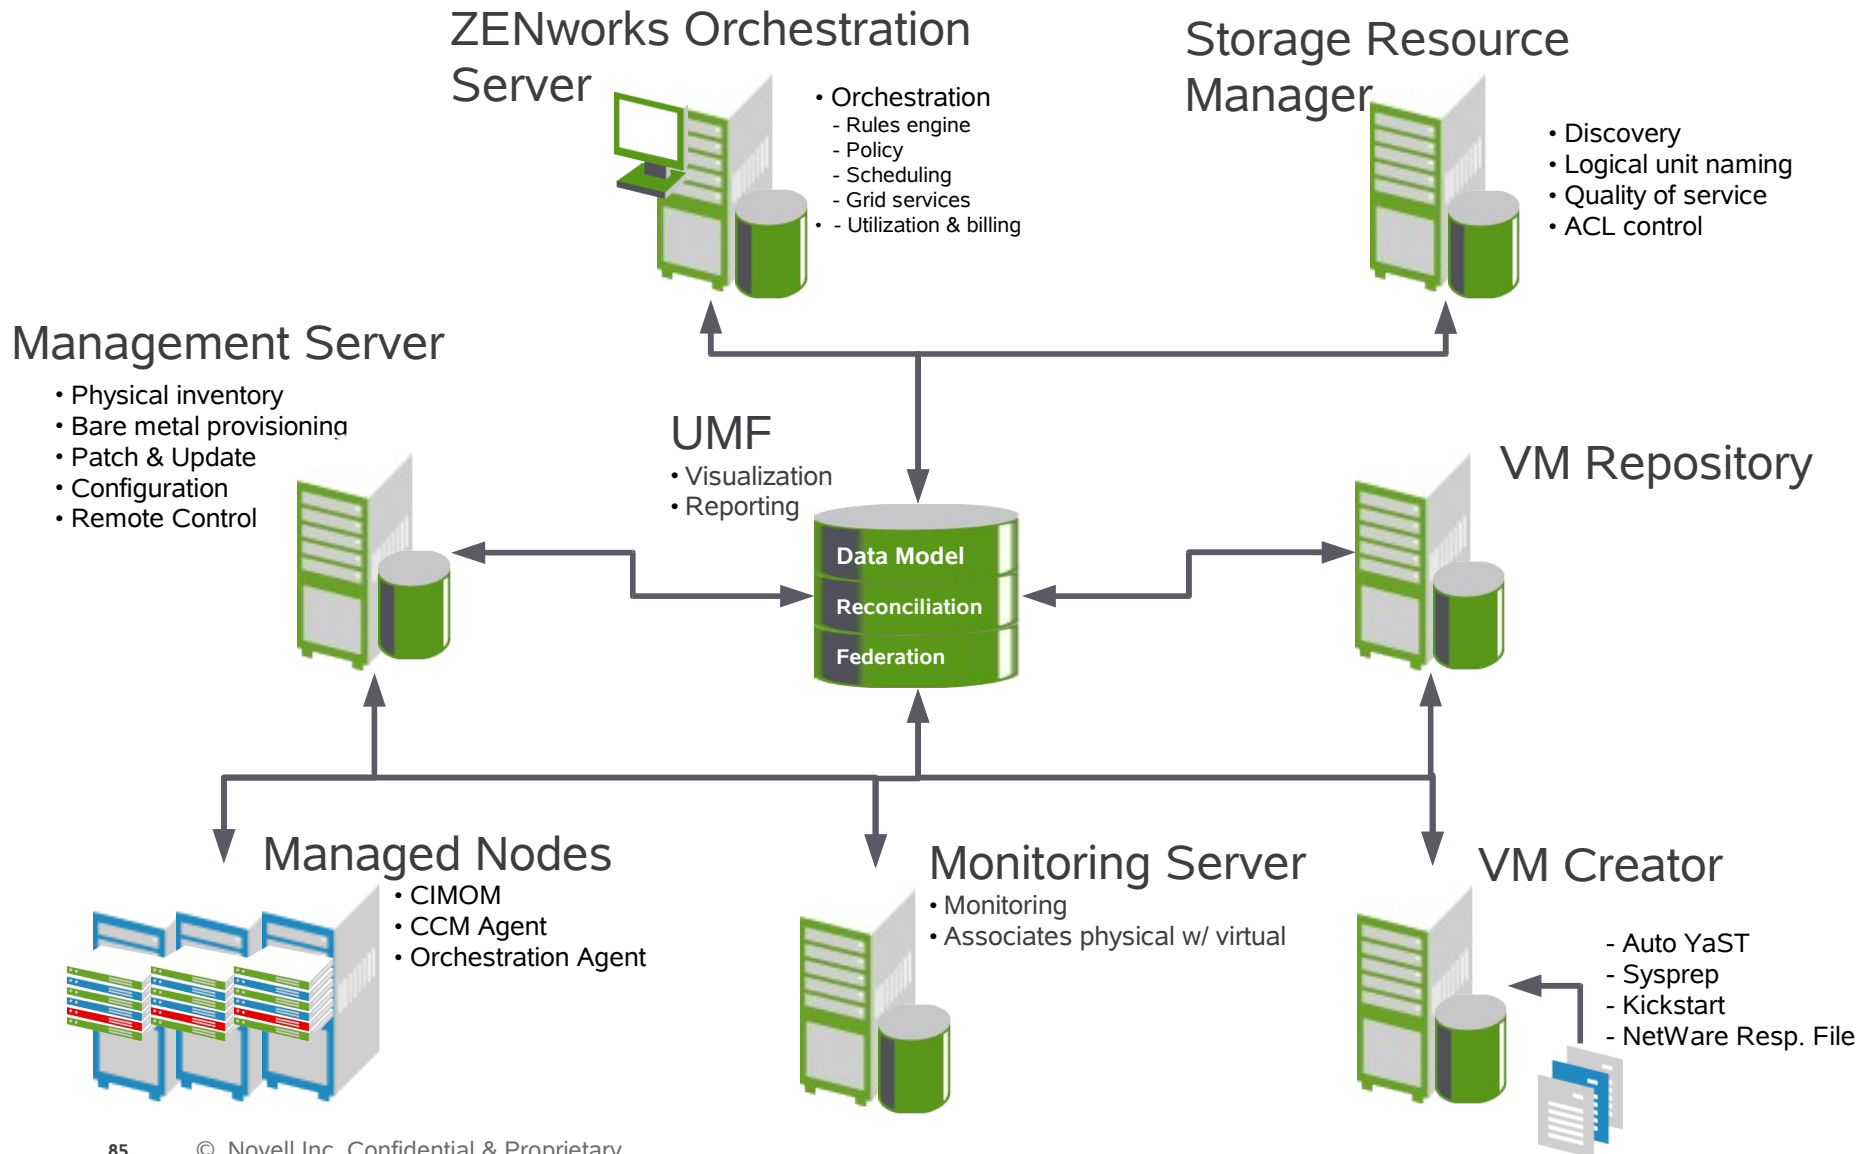 ZENworks Orchestration
Server
• Orchestration
- Rules engine
- Policy
- Scheduling
- Grid services
• - Utilization & billing
Storage Resource
Manager
• Discovery
• Logical unit naming
• Quality of service
• ACL control
Management Server
• Physical inventory
• Bare metal provisioning
• Patch & Update
• Configuration
• Remote Control
UMF
• Visualization
• Reporting
Data Model
Reconciliation
Federation
VM Repository
Managed Nodes
• CIMOM
• CCM Agent
• Orchestration Agent
Monitoring Server
• Monitoring
• Associates physical w/ virtual
VM Creator
- Auto YaST
- Sysprep
- Kickstart
- NetWare Resp. File
85 © Novell Inc, Confidential & Proprietary